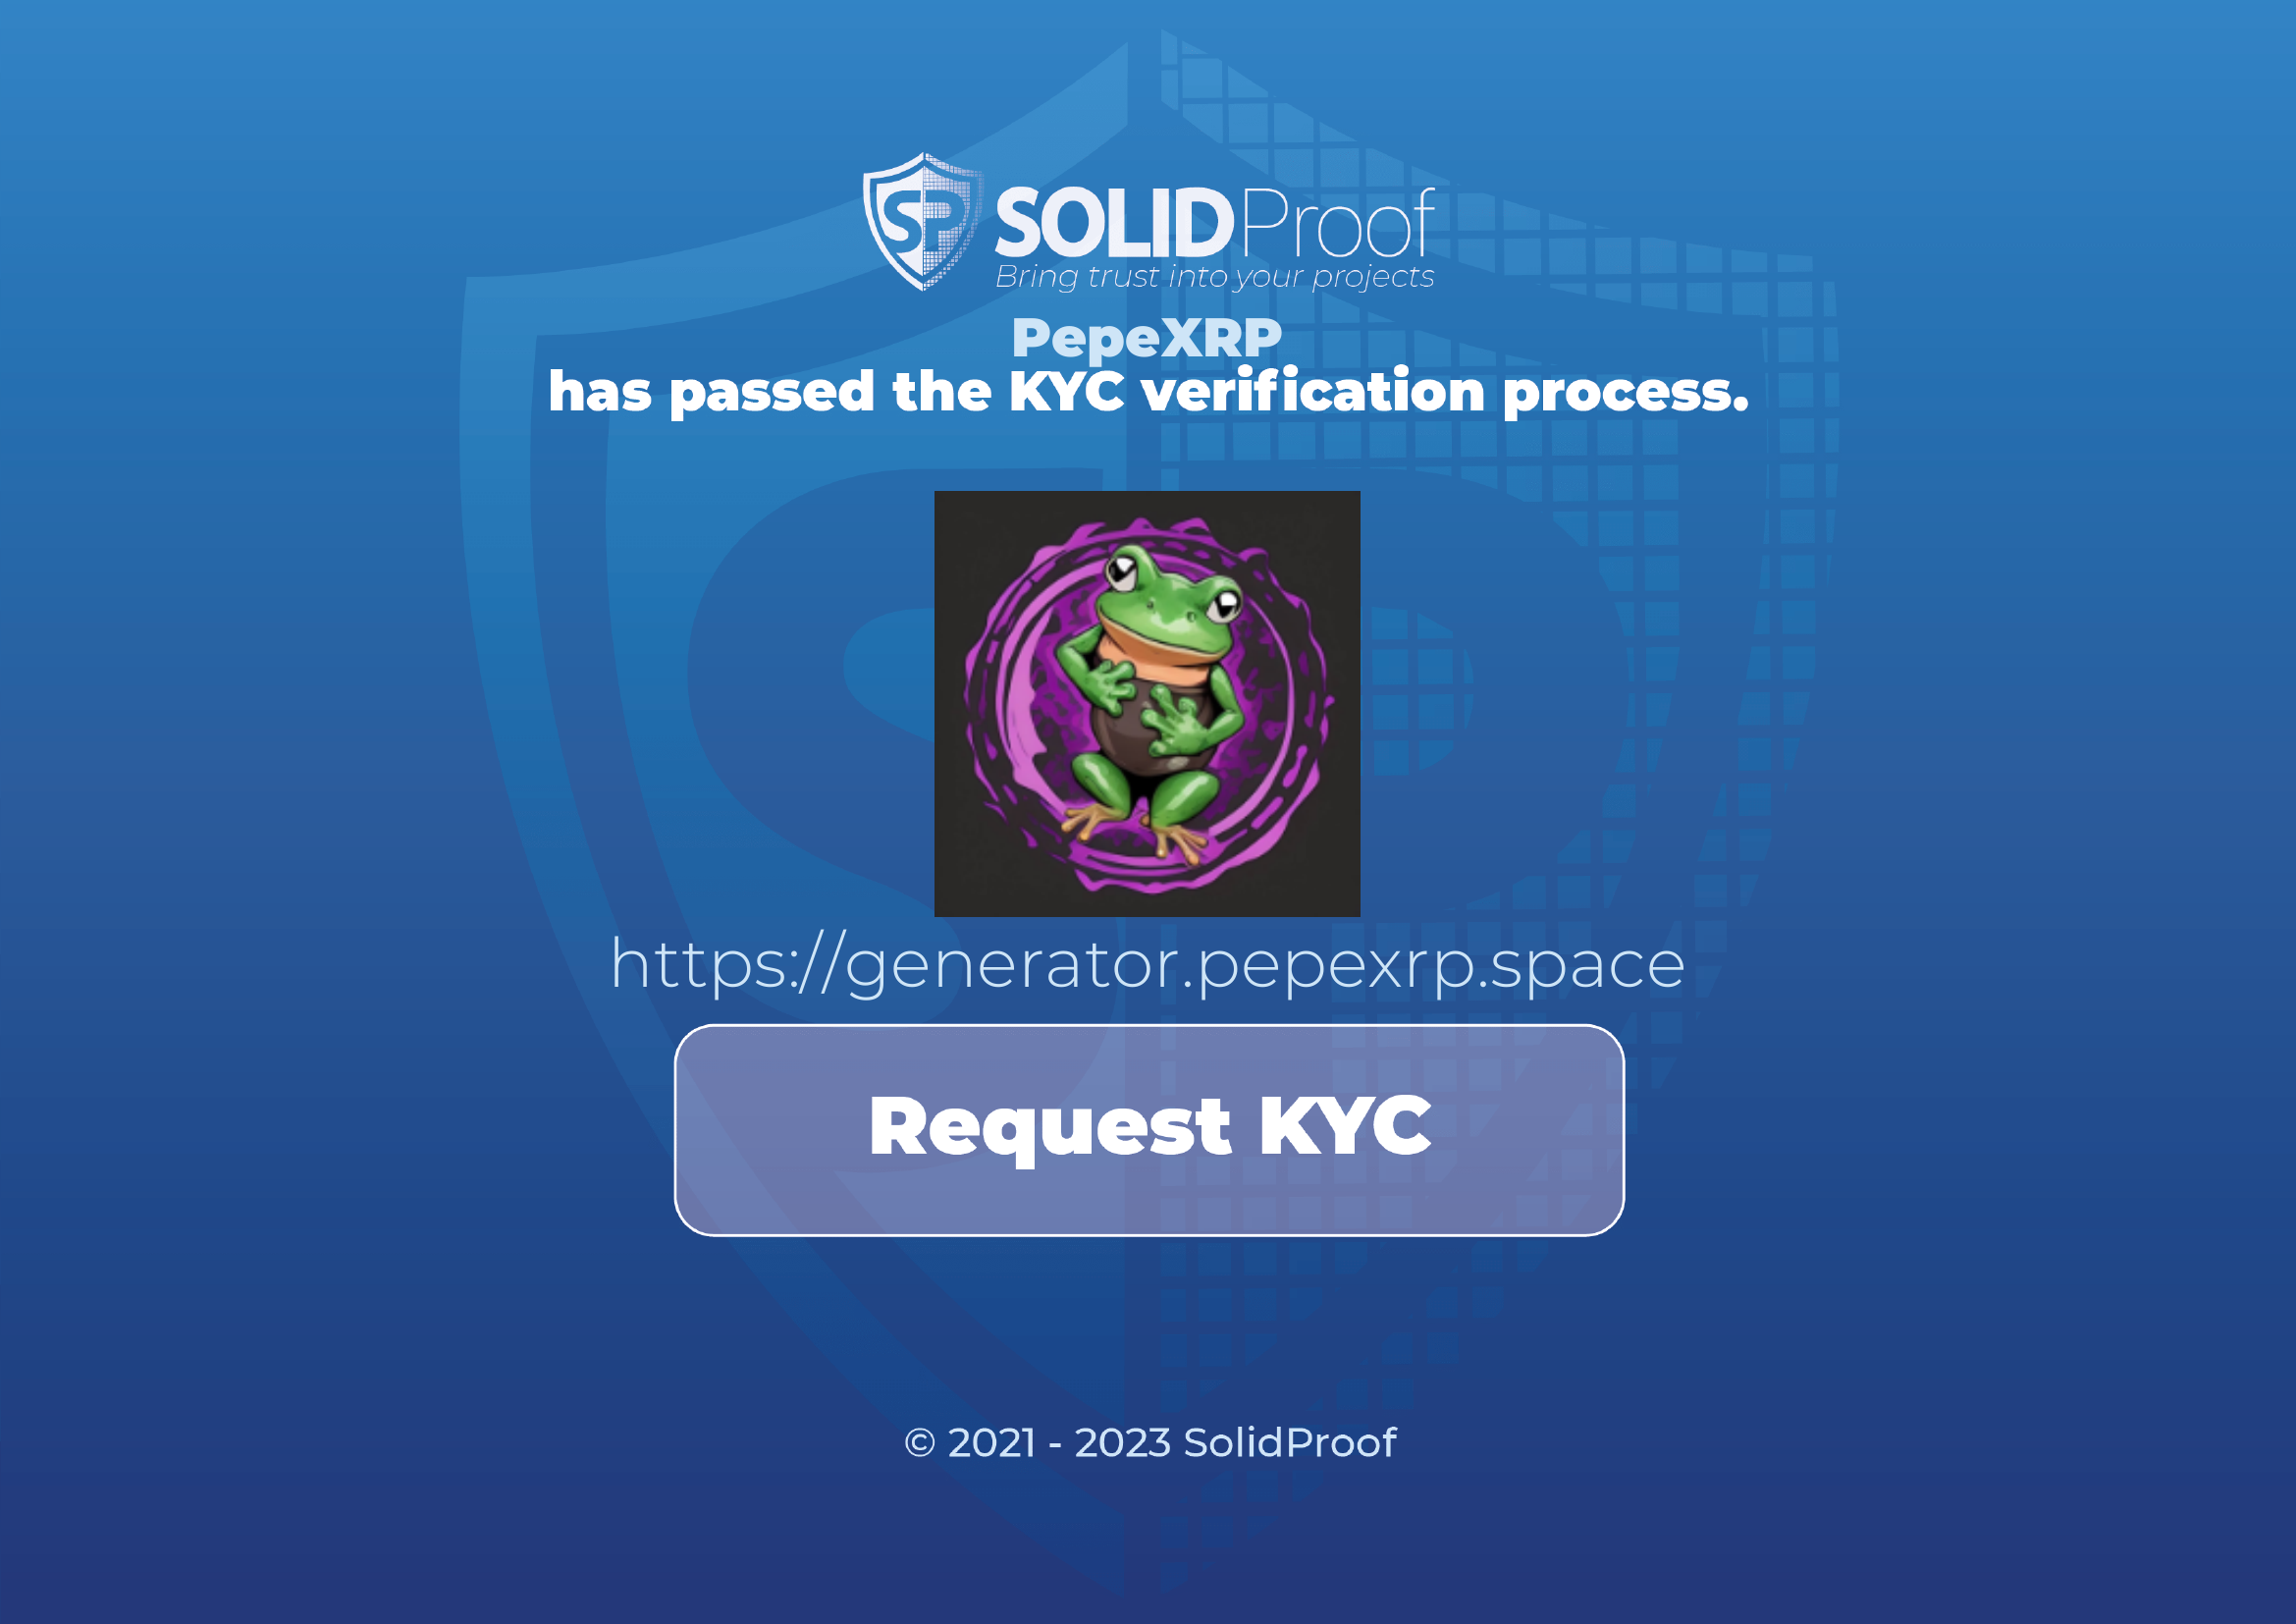 SP SOLIDProof
Bring trust into your projects
PepeXRP
has passed the KYC verification process.
https://generator.pepexrp.space
Request KYC
© 2021 - 2023 SolidProof